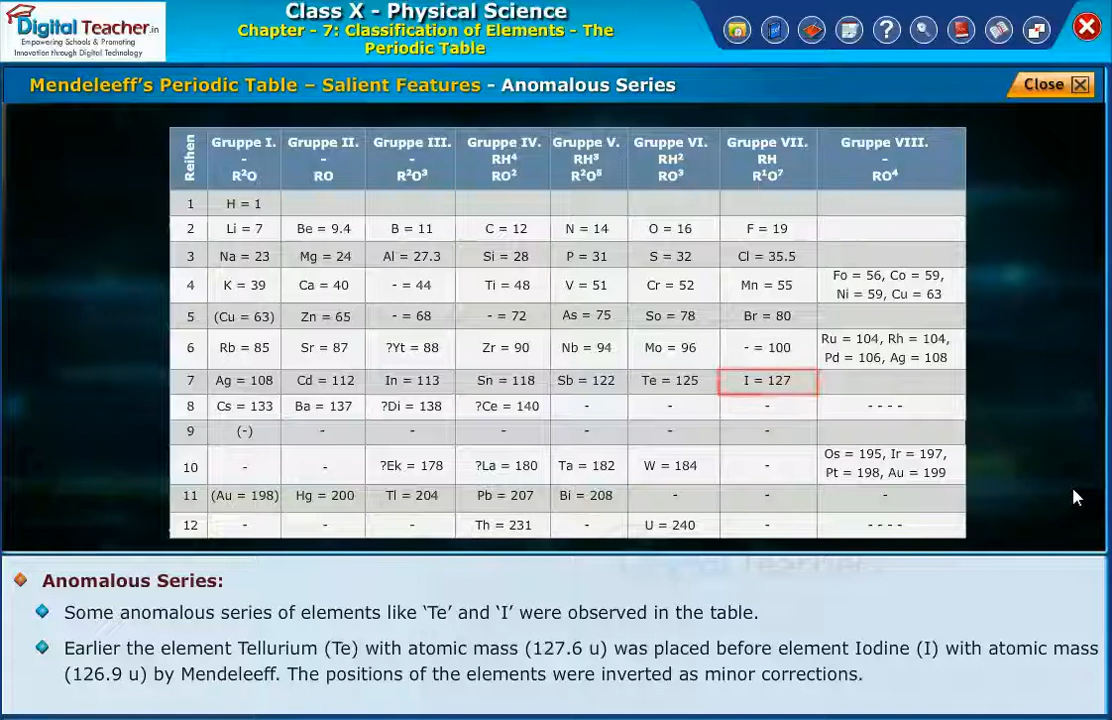 Digital Teacher.in
Empowering Schools & Promoting
Innovation through Digital Technology
Class X - Physical Science
Chapter - 7: Classification of Elements - The
Periodic Table
Mendeleeff's Periodic Table – Salient Features - Anomalous Series
Close
Reihen Gruppe I. - R²O Gruppe II. - RO Gruppe III. - R²O³ Gruppe IV. RH⁴ RO² Gruppe V. RH³ R²O⁵ Gruppe VI. RH² RO³ Gruppe VII. RH R¹O⁷ Gruppe VIII. - RO⁴
1 H = 1
2 Li = 7 Be = 9.4 B = 11 C = 12 N = 14 O = 16 F = 19
3 Na = 23 Mg = 24 Al = 27.3 Si = 28 P = 31 S = 32 Cl = 35.5
4 K = 39 Ca = 40 - = 44 Ti = 48 V = 51 Cr = 52 Mn = 55 Fo = 56, Co = 59, Ni = 59, Cu = 63
5 (Cu = 63) Zn = 65 - = 68 - = 72 As = 75 So = 78 Br = 80
6 Rb = 85 Sr = 87 ?Yt = 88 Zr = 90 Nb = 94 Mo = 96 - = 100 Ru = 104, Rh = 104, Pd = 106, Ag = 108
7 Ag = 108 Cd = 112 In = 113 Sn = 118 Sb = 122 Te = 125 I = 127
8 Cs = 133 Ba = 137 ?Di = 138 ?Ce = 140 - - - - - - -
9 (-) - - - - - -
10 - - ?Ek = 178 ?La = 180 Ta = 182 W = 184 - Os = 195, Ir = 197, Pt = 198, Au = 199
11 (Au = 198) Hg = 200 Tl = 204 Pb = 207 Bi = 208 - - -
12 - - - Th = 231 - U = 240 - - - - -
Anomalous Series:
Some anomalous series of elements like 'Te' and 'I' were observed in the table.
Earlier the element Tellurium (Te) with atomic mass (127.6 u) was placed before element Iodine (I) with atomic mass
(126.9 u) by Mendeleeff. The positions of the elements were inverted as minor corrections.